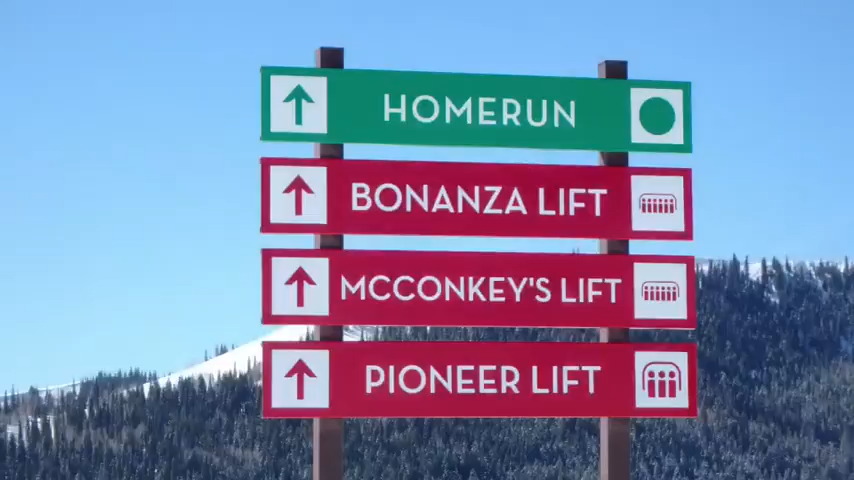 HOMERUN
BONANZA LIFT
MCCONKEY'S LIFT
PIONEER LIFT